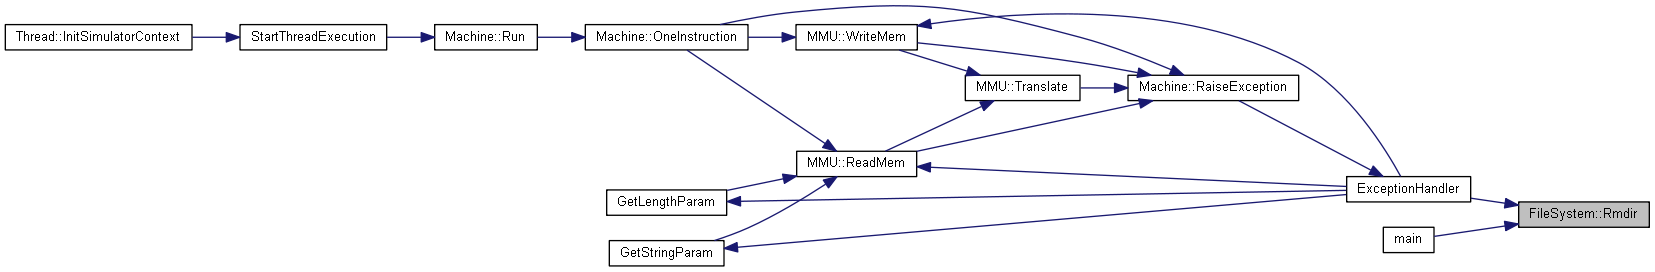 Thread::InitSimulatorContext
StartThreadExecution
Machine::Run
Machine::OneInstruction
MMU::WriteMem
MMU::Translate
Machine::RaiseException
MMU::ReadMem
GetLengthParam
ExceptionHandler
FileSystem::Rmdir
main
GetStringParam